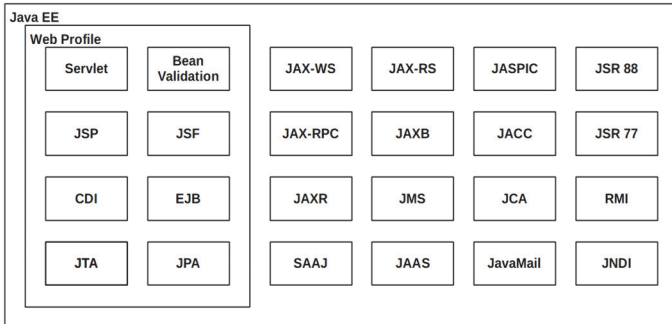 Java EE
Web Profile
Servlet
Bean
Validation
JAX-WS
JAX-RS
JASPIC
JSR 88
JSP
JSF
JAX-RPC
JAXB
JACC
JSR 77
CDI
EJB
JAXR
JMS
JCA
RMI
JTA
JPA
SAAJ
JAAS
JavaMail
JNDI